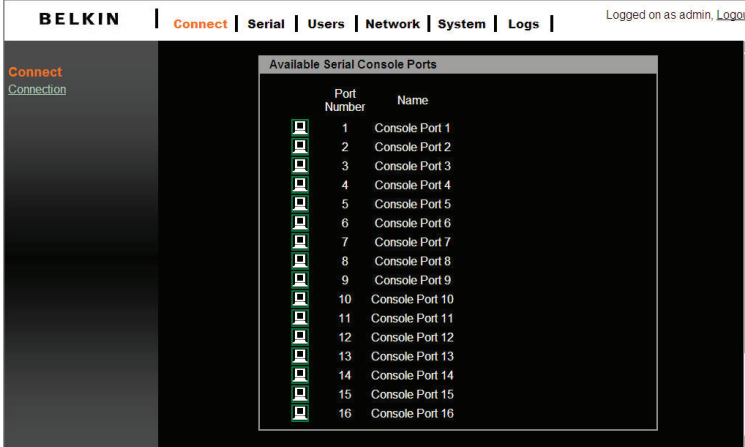 BELKIN Connect Serial Users Network System Logs Logged on as admin,
Connect
Connection
Available Serial Console Ports
Port Number Name
1 Console Port 1
2 Console Port 2
3 Console Port 3
4 Console Port 4
5 Console Port 5
6 Console Port 6
7 Console Port 7
8 Console Port 8
9 Console Port 9
10 Console Port 10
11 Console Port 11
12 Console Port 12
13 Console Port 13
14 Console Port 14
15 Console Port 15
16 Console Port 16